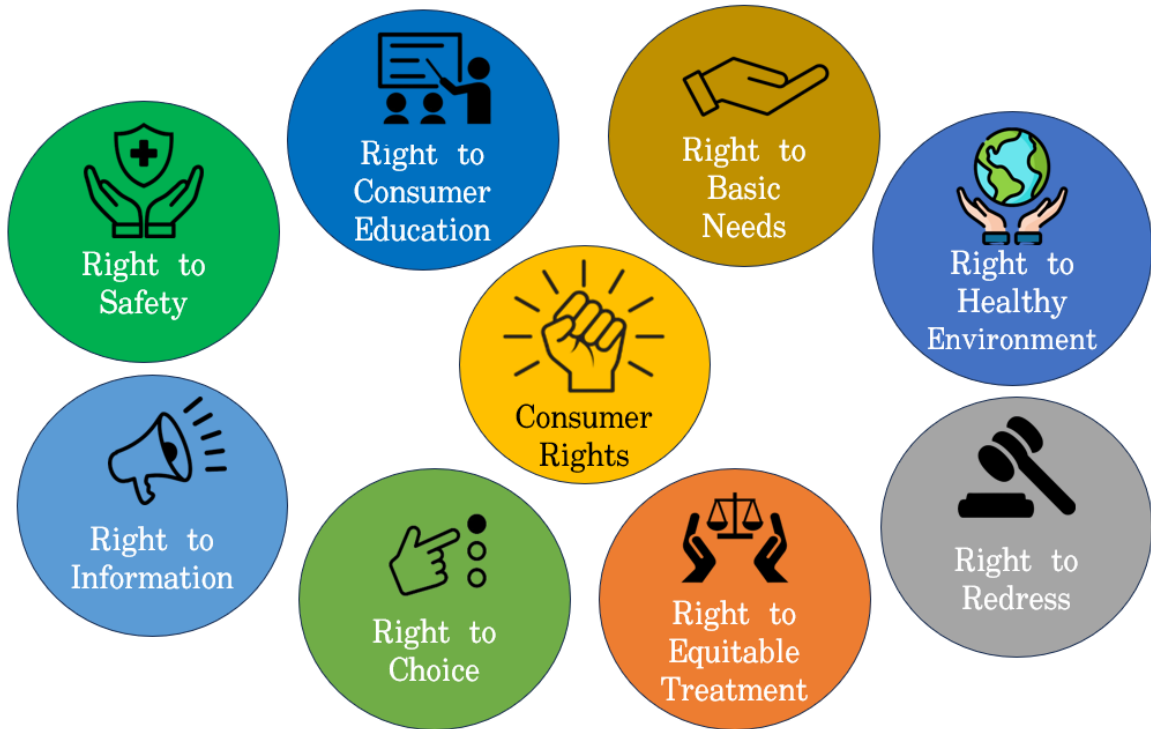 Right to
Consumer
Education
Right to
Basic
Needs
Right to
Safety
Right to
Healthy
Environment
Consumer
Rights
Right to
Information
Right to
Choice
Right to
Equitable
Treatment
Right to
Redress